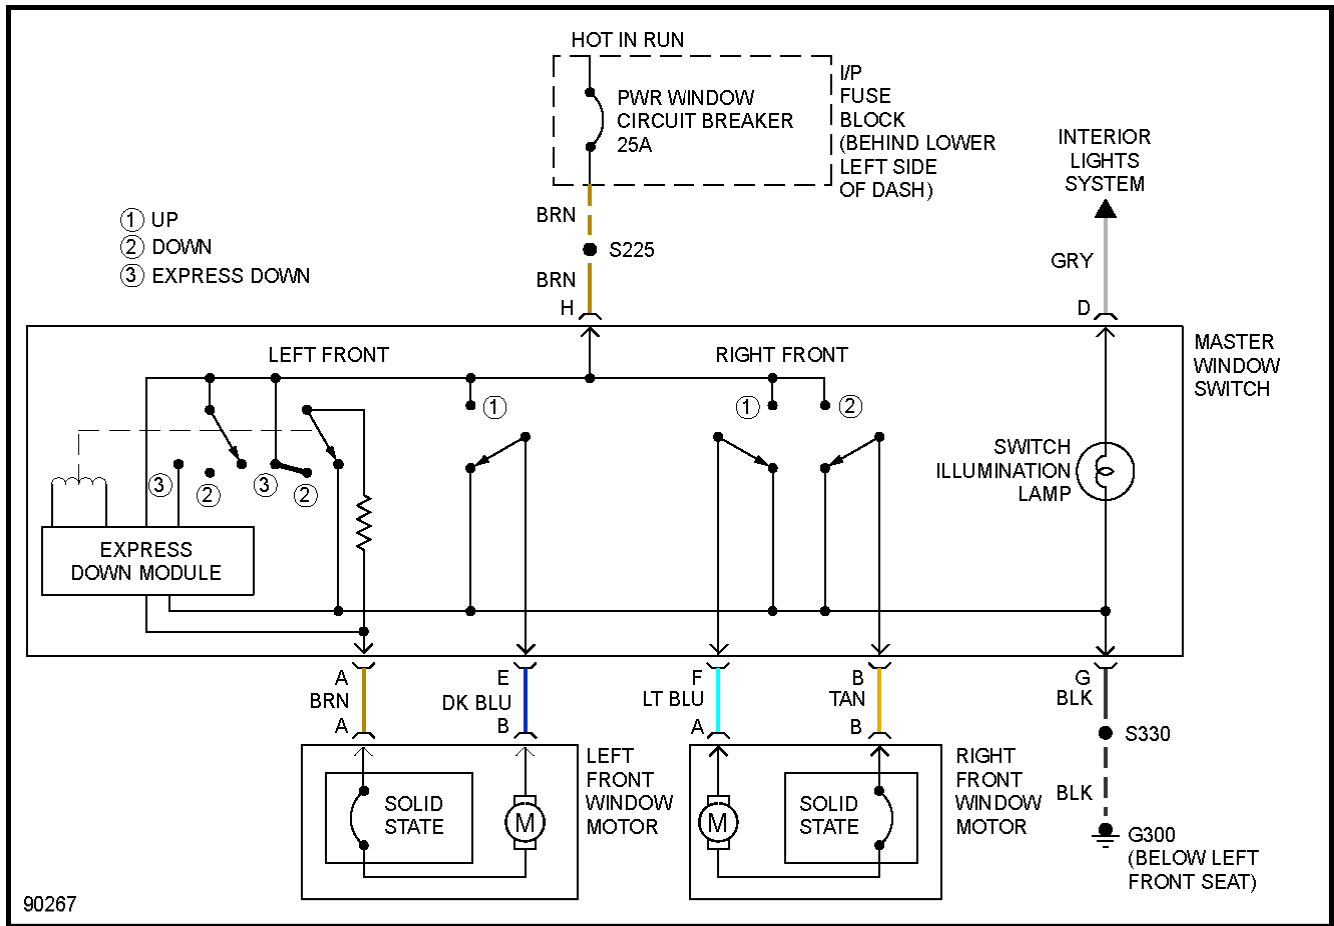 HOT IN RUN
PWR WINDOW
CIRCUIT BREAKER
25A
I/P
FUSE
BLOCK
(BEHIND LOWER
LEFT SIDE
OF DASH)
INTERIOR
LIGHTS
SYSTEM
1 UP
2 DOWN
3 EXPRESS DOWN
BRN
S225
BRN
H
GRY
D
MASTER
WINDOW
SWITCH
LEFT FRONT
RIGHT FRONT
1
1
2
3
2
3
2
SWITCH
ILLUMINATION
LAMP
EXPRESS
DOWN MODULE
A
BRN
A
E
DK BLU
B
F
LT BLU
A
B
TAN
B
G
BLK
S330
BLK
G300
(BELOW LEFT
FRONT SEAT)
SOLID
STATE
M
LEFT
FRONT
WINDOW
MOTOR
M
SOLID
STATE
RIGHT
FRONT
WINDOW
MOTOR
90267